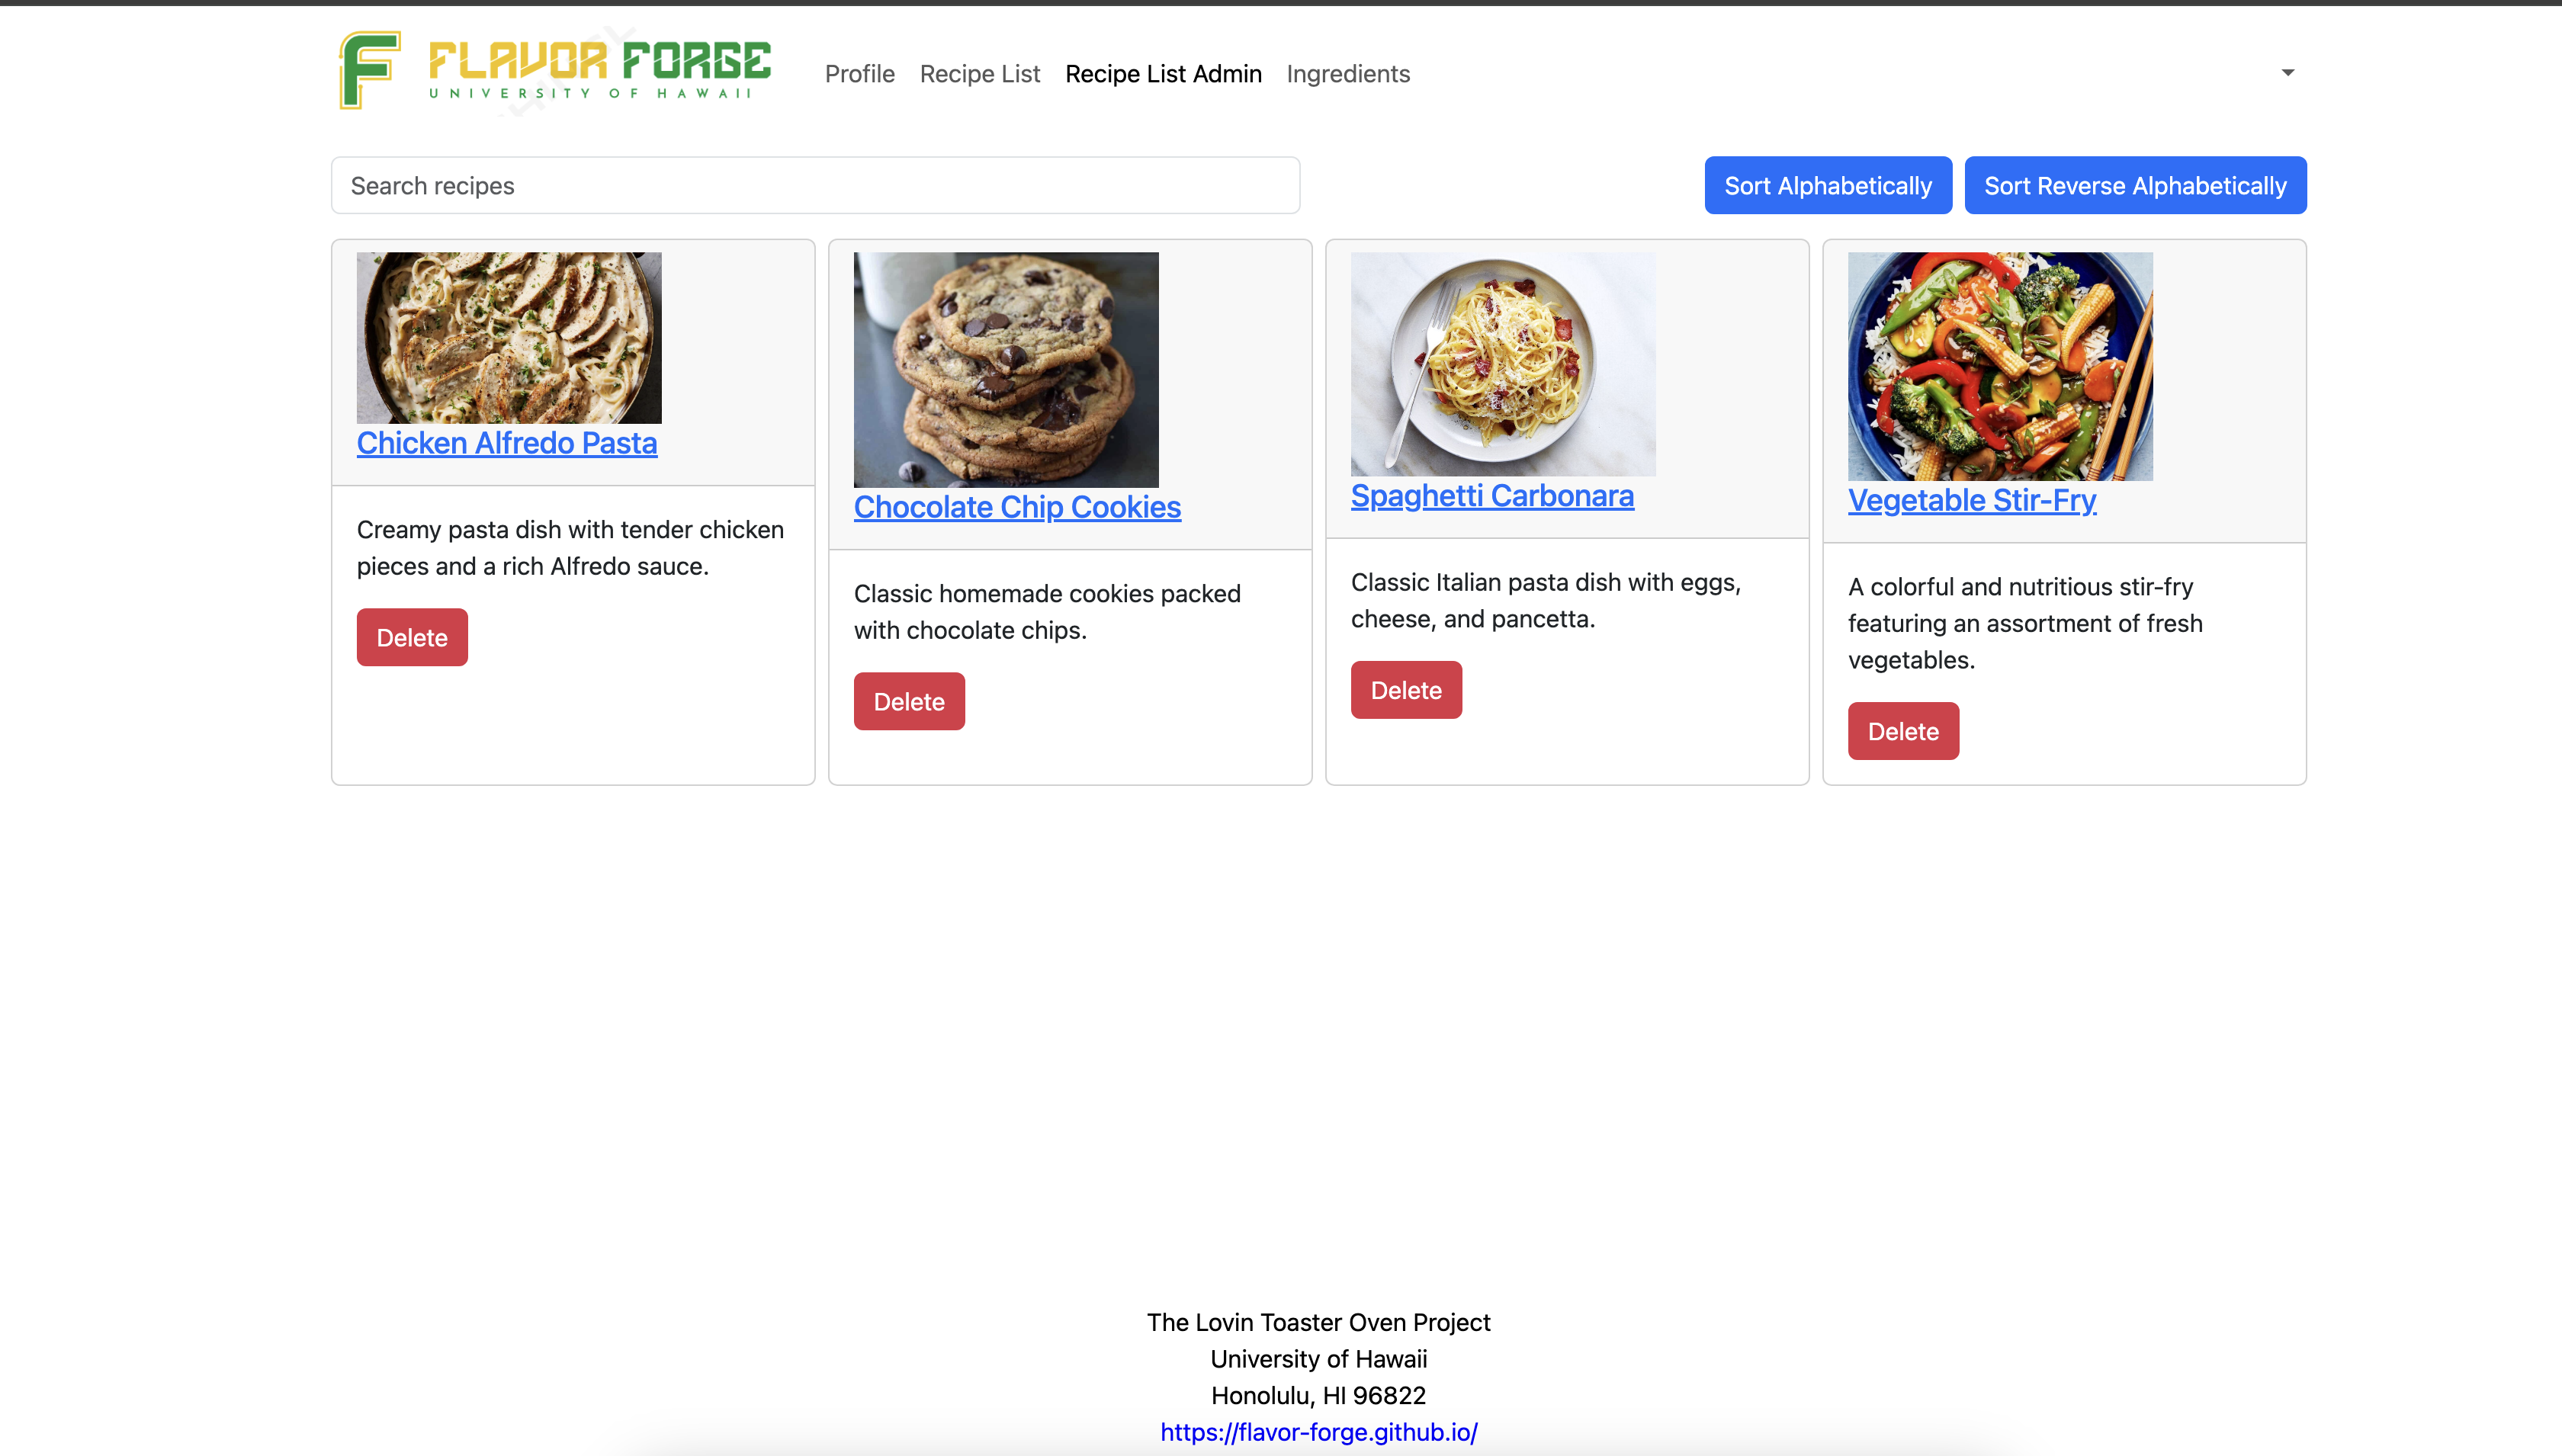 FLAVOR FORGE
UNIVERSITY OF HAWAII
Profile Recipe List Recipe List Admin Ingredients
Search recipes
Sort Alphabetically Sort Reverse Alphabetically
Chicken Alfredo Pasta
Creamy pasta dish with tender chicken
pieces and a rich Alfredo sauce.
Delete
Chocolate Chip Cookies
Classic homemade cookies packed
with chocolate chips.
Delete
Spaghetti Carbonara
Classic Italian pasta dish with eggs,
cheese, and pancetta.
Delete
Vegetable Stir-Fry
A colorful and nutritious stir-fry
featuring an assortment of fresh
vegetables.
Delete
The Lovin Toaster Oven Project
University of Hawaii
Honolulu, HI 96822
https://flavor-forge.github.io/